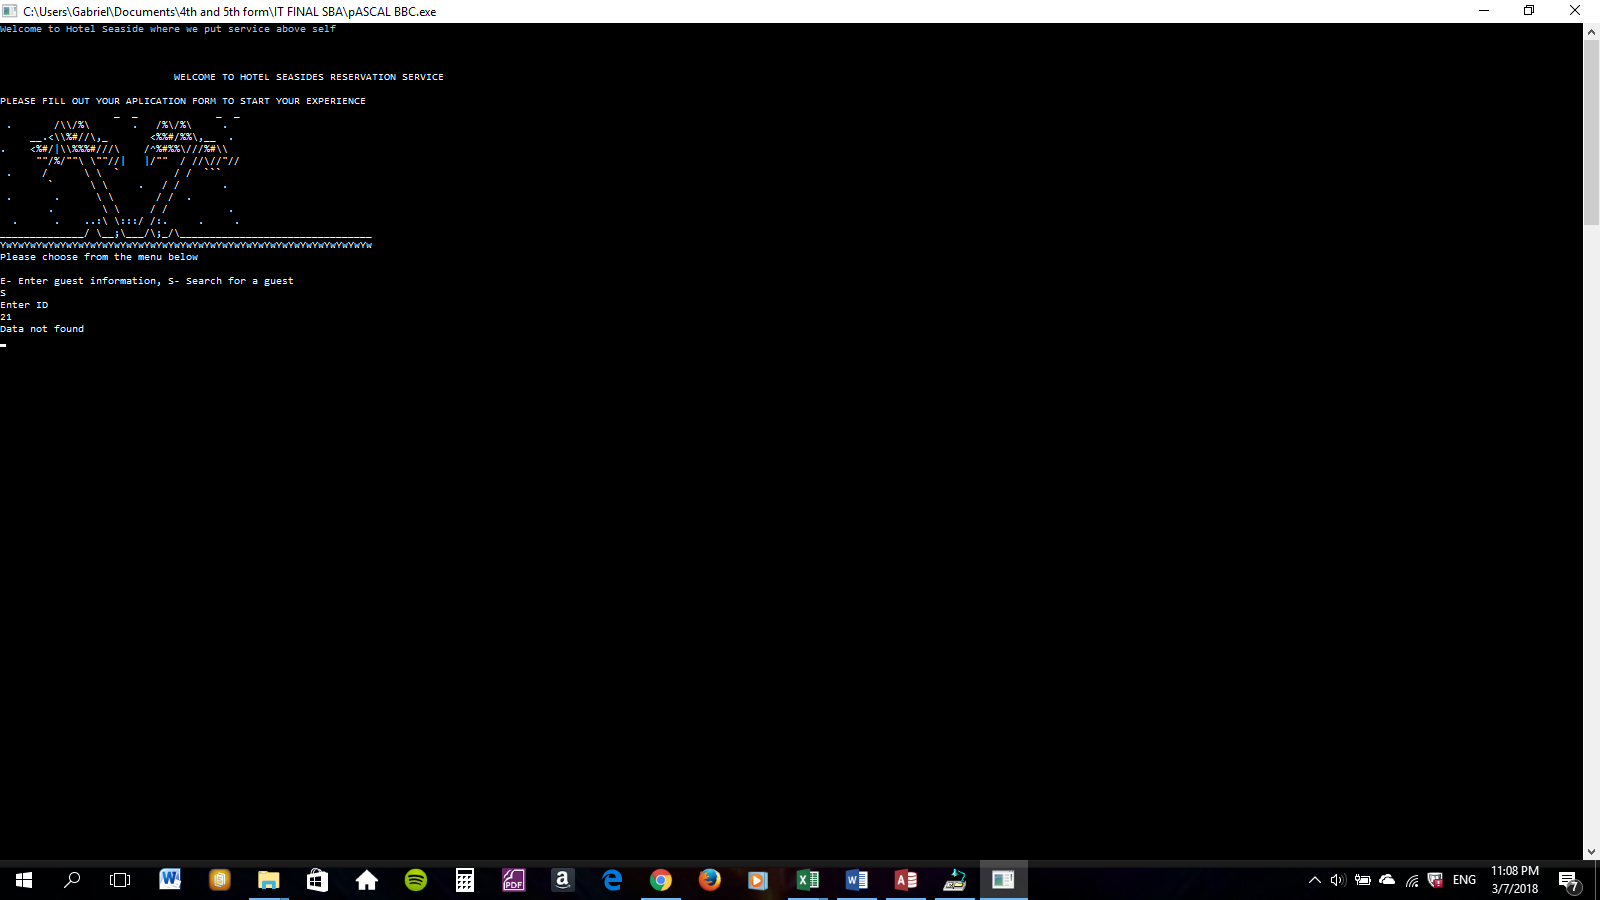 C:\Users\Gabriel\Documents\4th and 5th form\IT FINAL SBA\pASCAL BBC.exe
Welcome to Hotel Seaside where we put service above self
WELCOME TO HOTEL SEASIDES RESERVATION SERVICE
PLEASE FILL OUT YOUR APLICATION FORM TO START YOUR EXPERIENCE
YwYwYwYwYwYwYwYwYwYwYwYwYwYwYwYwYwYwYwYwYwYwYwYwYwYwYwYwYwYwYw
Please choose from the menu below
E- Enter guest information, S- Search for a guest
S
Enter ID
21
Data not found
ENG
11:08 PM
3/7/2018
7